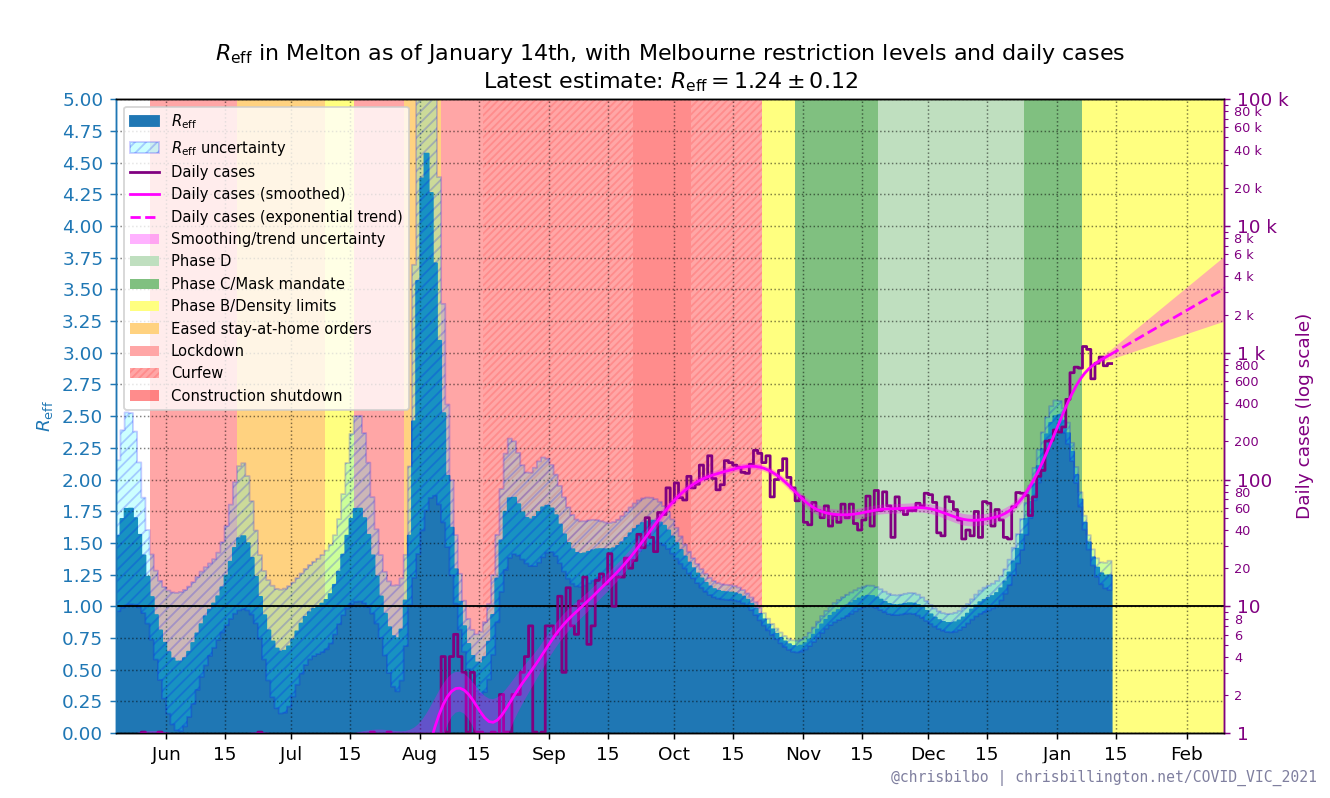 R_eff in Melton as of January 14th, with Melbourne restriction levels and daily cases
Latest estimate: R_eff = 1.24 ± 0.12
R_eff
R_eff uncertainty
Daily cases
Daily cases (smoothed)
Daily cases (exponential trend)
Smoothing/trend uncertainty
Phase D
Phase C/Mask mandate
Phase B/Density limits
Eased stay-at-home orders
Lockdown
Curfew
Construction shutdown
R_eff
5.00
4.75
4.50
4.25
4.00
3.75
3.50
3.25
3.00
2.75
2.50
2.25
2.00
1.75
1.50
1.25
1.00
0.75
0.50
0.25
0.00
Jun 15 Jul 15 Aug 15 Sep 15 Oct 15 Nov 15 Dec 15 Jan 15 Feb
100 k
80 k
60 k
40 k
20 k
10 k
8 k
6 k
4 k
2 k
1 k
800
600
400
200
100
80
60
40
20
10
8
6
4
2
1
Daily cases (log scale)
@chrisbilbo | chrisbillington.net/COVID_VIC_2021